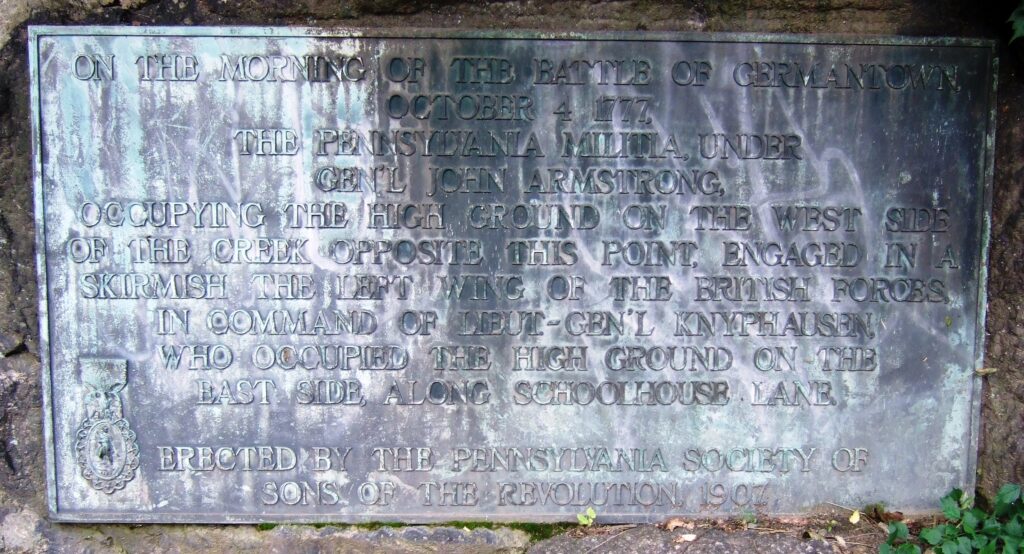 ON THE MORNING OF THE BATTLE OF GERMANTOWN,
OCTOBER 4, 1777,
THE PENNSYLVANIA MILITIA, UNDER
GEN'L JOHN ARMSTRONG,
OCCUPYING THE HIGH GROUND ON THE WEST SIDE
OF THE CREEK OPPOSITE THIS POINT, ENGAGED IN A
SKIRMISH THE LEFT WING OF THE BRITISH FORCES,
IN COMMAND OF LIEUT-GEN'L KNYPHAUSEN,
WHO OCCUPIED THE HIGH GROUND ON THE
EAST SIDE, ALONG SCHOOLHOUSE LANE.
ERECTED BY THE PENNSYLVANIA SOCIETY OF
SONS OF THE REVOLUTION, 1907.